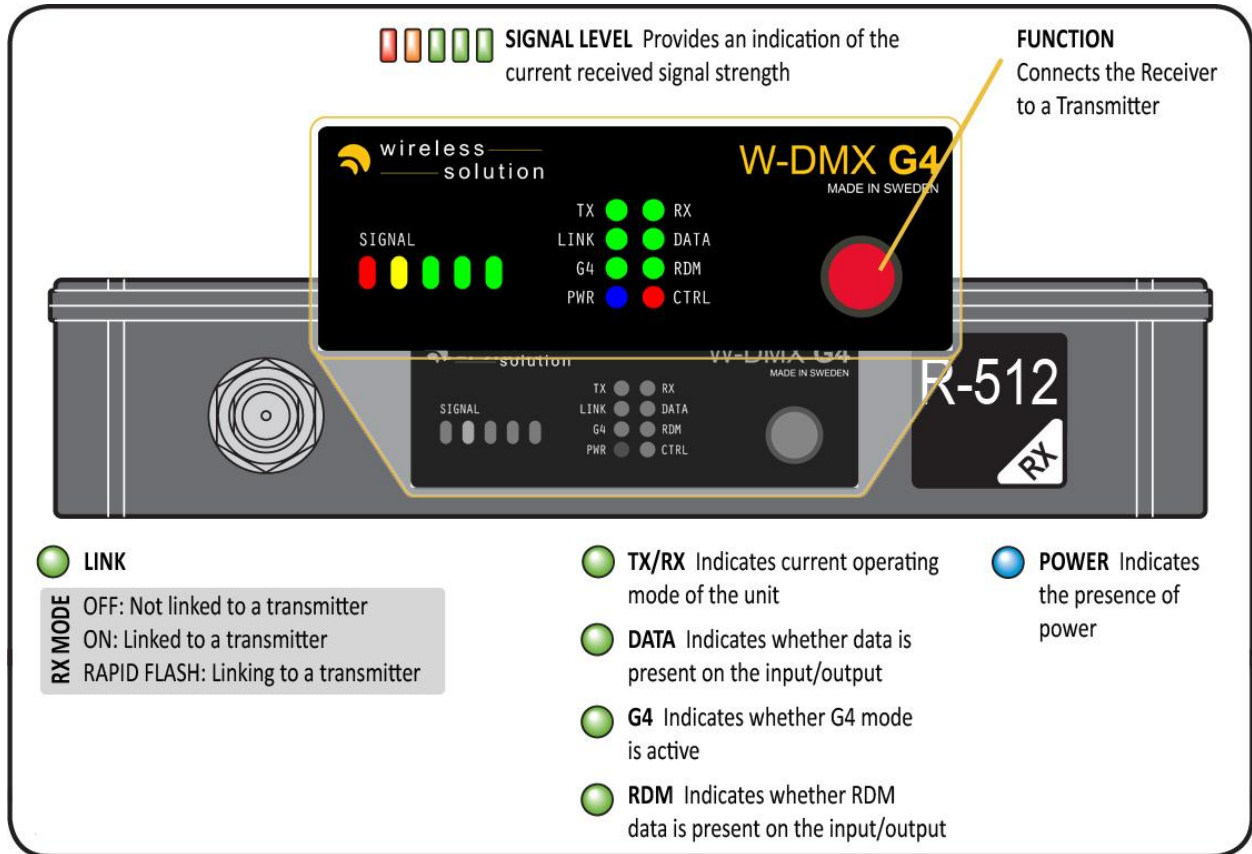 SIGNAL LEVEL Provides an indication of the
current received signal strength
FUNCTION
Connects the Receiver
to a Transmitter
wireless
solution
W-DMX G4
MADE IN SWEDEN
SIGNAL
TX RX
LINK DATA
G4 RDM
PWR CTRL
solution
W-DMX G4
MADE IN SWEDEN
SIGNAL
TX RX
LINK DATA
G4 RDM
PWR CTRL
R-512
RX
LINK
RX MODE
OFF: Not linked to a transmitter
ON: Linked to a transmitter
RAPID FLASH: Linking to a transmitter
TX/RX Indicates current operating
mode of the unit
DATA Indicates whether data is
present on the input/output
G4 Indicates whether G4 mode
is active
RDM Indicates whether RDM
data is present on the input/output
POWER Indicates
the presence of
power